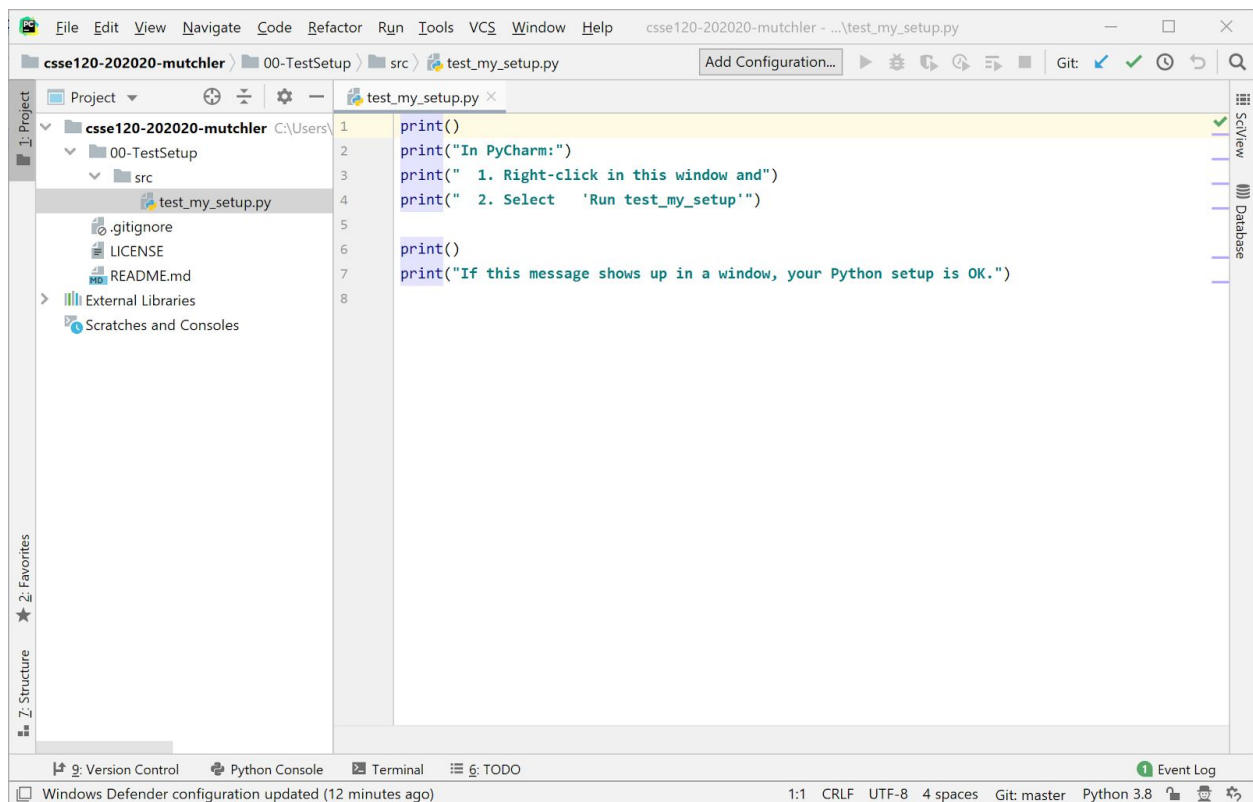 PC File Edit View Navigate Code Refactor Run Tools VCS Window Help csse120-202020-mutchler - ...\test_my_setup.py
csse120-202020-mutchler 00-TestSetup src test_my_setup.py Add Configuration... Git:
1: Project
Project
csse120-202020-mutchler C:\Users\
00-TestSetup
src
test_my_setup.py
.gitignore
LICENSE
MD README.md
External Libraries
Scratches and Consoles
2: Favorites
7: Structure
test_my_setup.py
1 print()
2 print("In PyCharm:")
3 print("  1. Right-click in this window and")
4 print("  2. Select   'Run test_my_setup'")
5
6 print()
7 print("If this message shows up in a window, your Python setup is OK.")
8
SciView
Database
9: Version Control Python Console Terminal 6: TODO 1 Event Log
Windows Defender configuration updated (12 minutes ago) 1:1 CRLF UTF-8 4 spaces Git: master Python 3.8